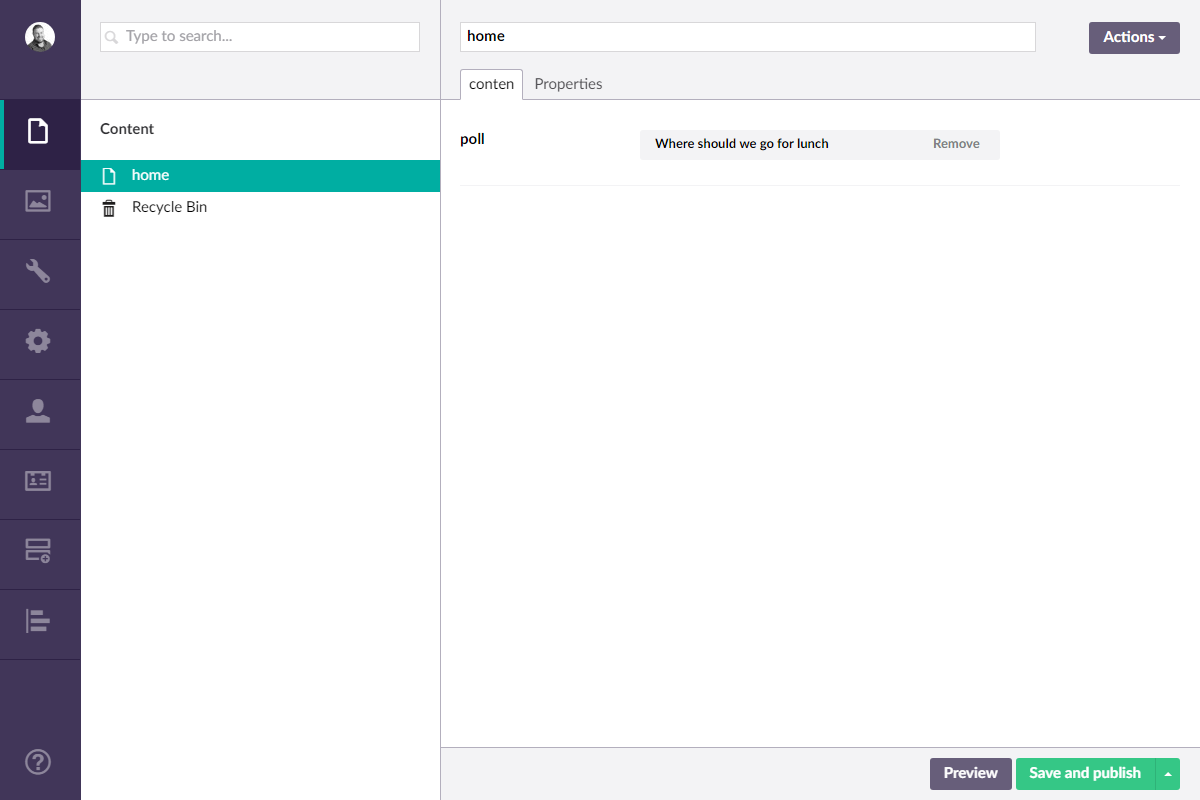 Type to search...
home
Actions
conten
Properties
Content
home
Recycle Bin
poll
Where should we go for lunch
Remove
Preview
Save and publish